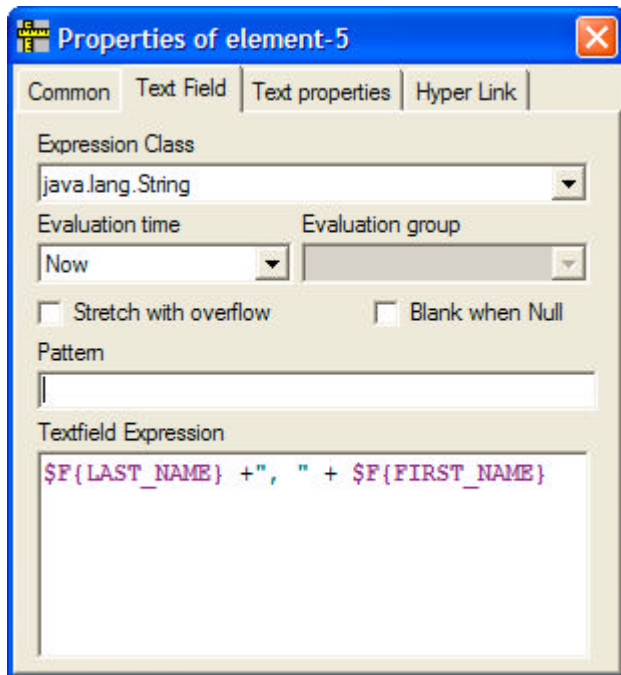 Properties of element-5
Common Text Field Text properties Hyper Link
Expression Class
java.lang.String
Evaluation time Evaluation group
Now
Stretch with overflow Blank when Null
Pattern
Textfield Expression
$F{LAST_NAME} +", " + $F{FIRST_NAME}